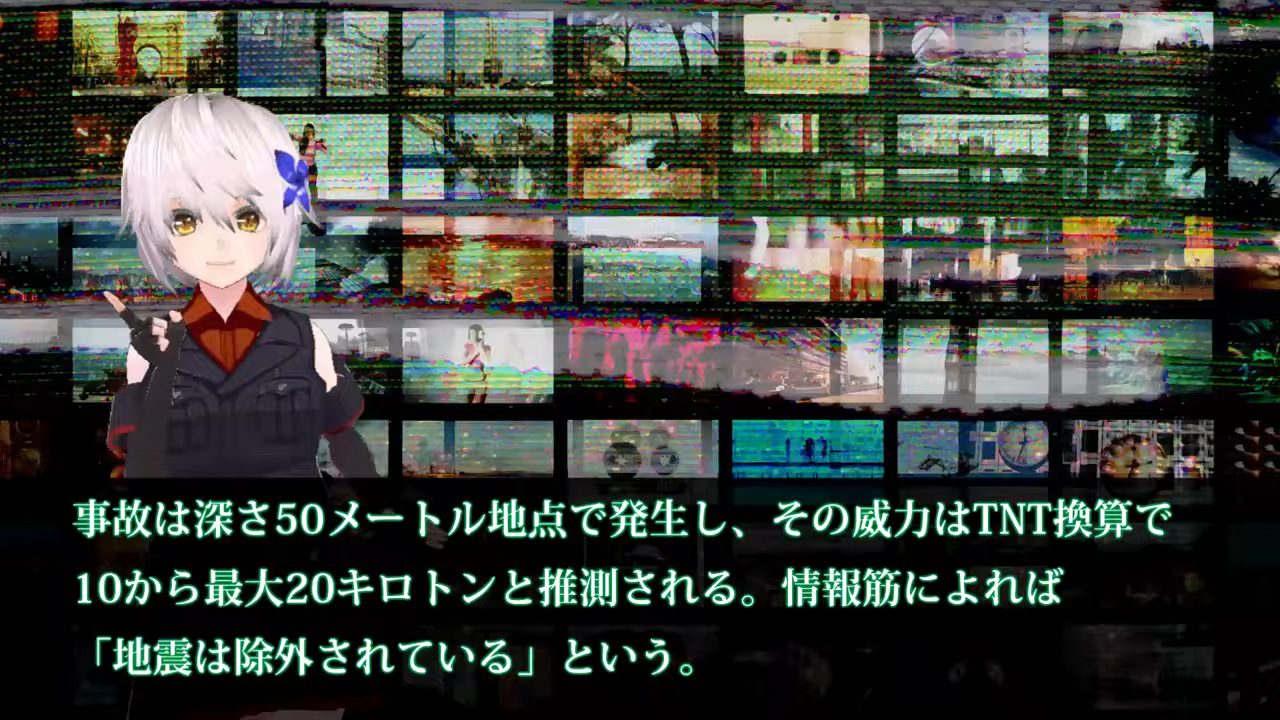 事故は深さ50メートル地点で発生し、その威力はTNT換算で
10から最大20キロトンと推測される。情報筋によれば
「地震は除外されている」という。